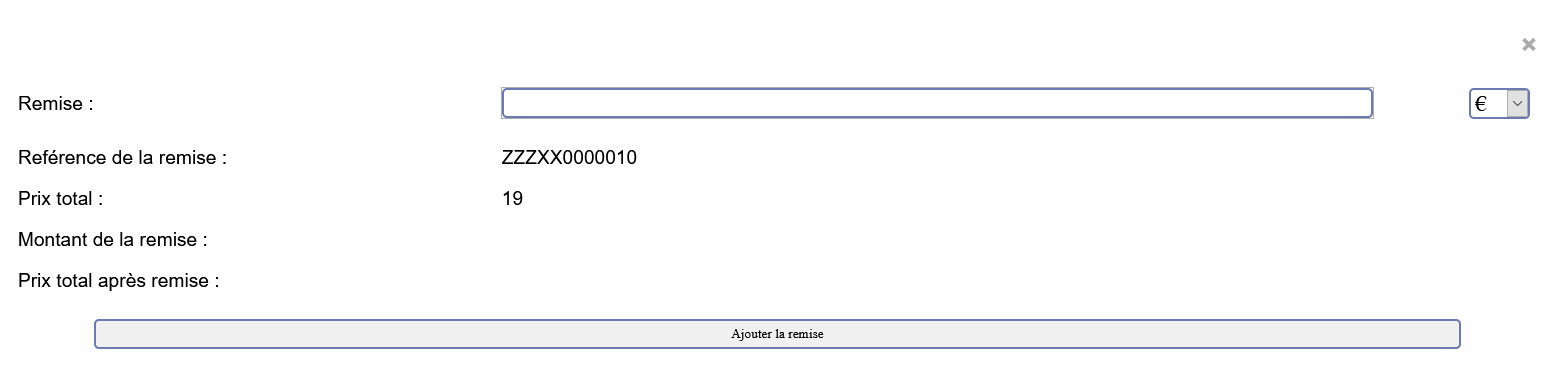 ×
Remise : €
Reférence de la remise : ZZZXX0000010
Prix total : 19
Montant de la remise :
Prix total après remise :
Ajouter la remise